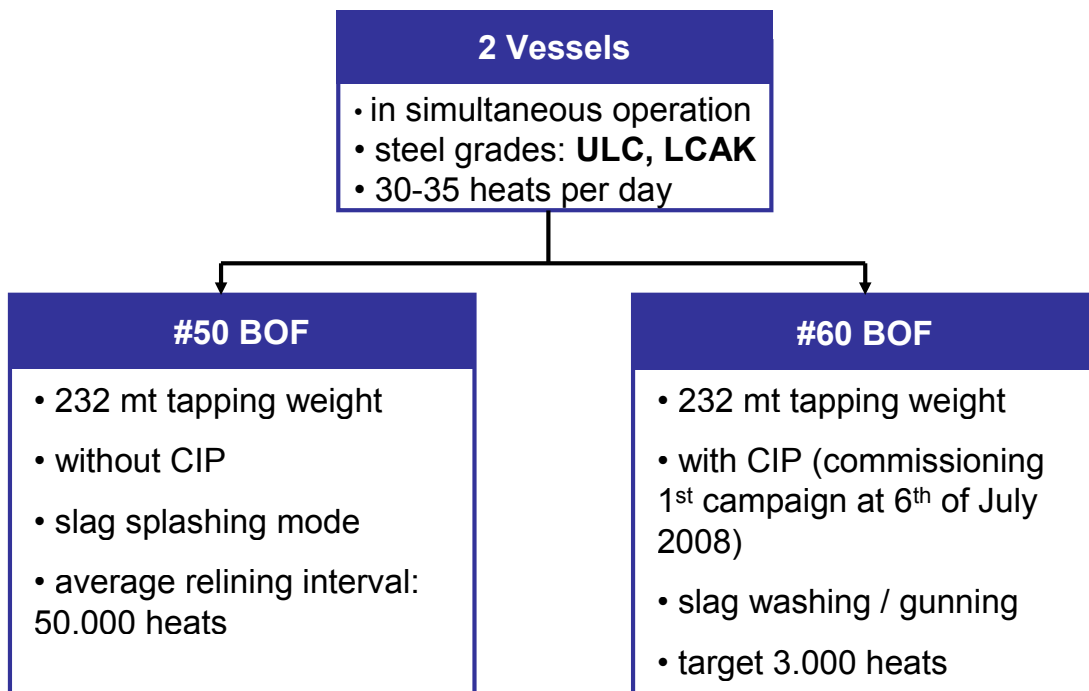 2 Vessels
• in simultaneous operation
• steel grades: ULC, LCAK
• 30-35 heats per day
#50 BOF
• 232 mt tapping weight
• without CIP
• slag splashing mode
• average relining interval:
50.000 heats
#60 BOF
• 232 mt tapping weight
• with CIP (commissioning
1st campaign at 6th of July
2008)
• slag washing / gunning
• target 3.000 heats